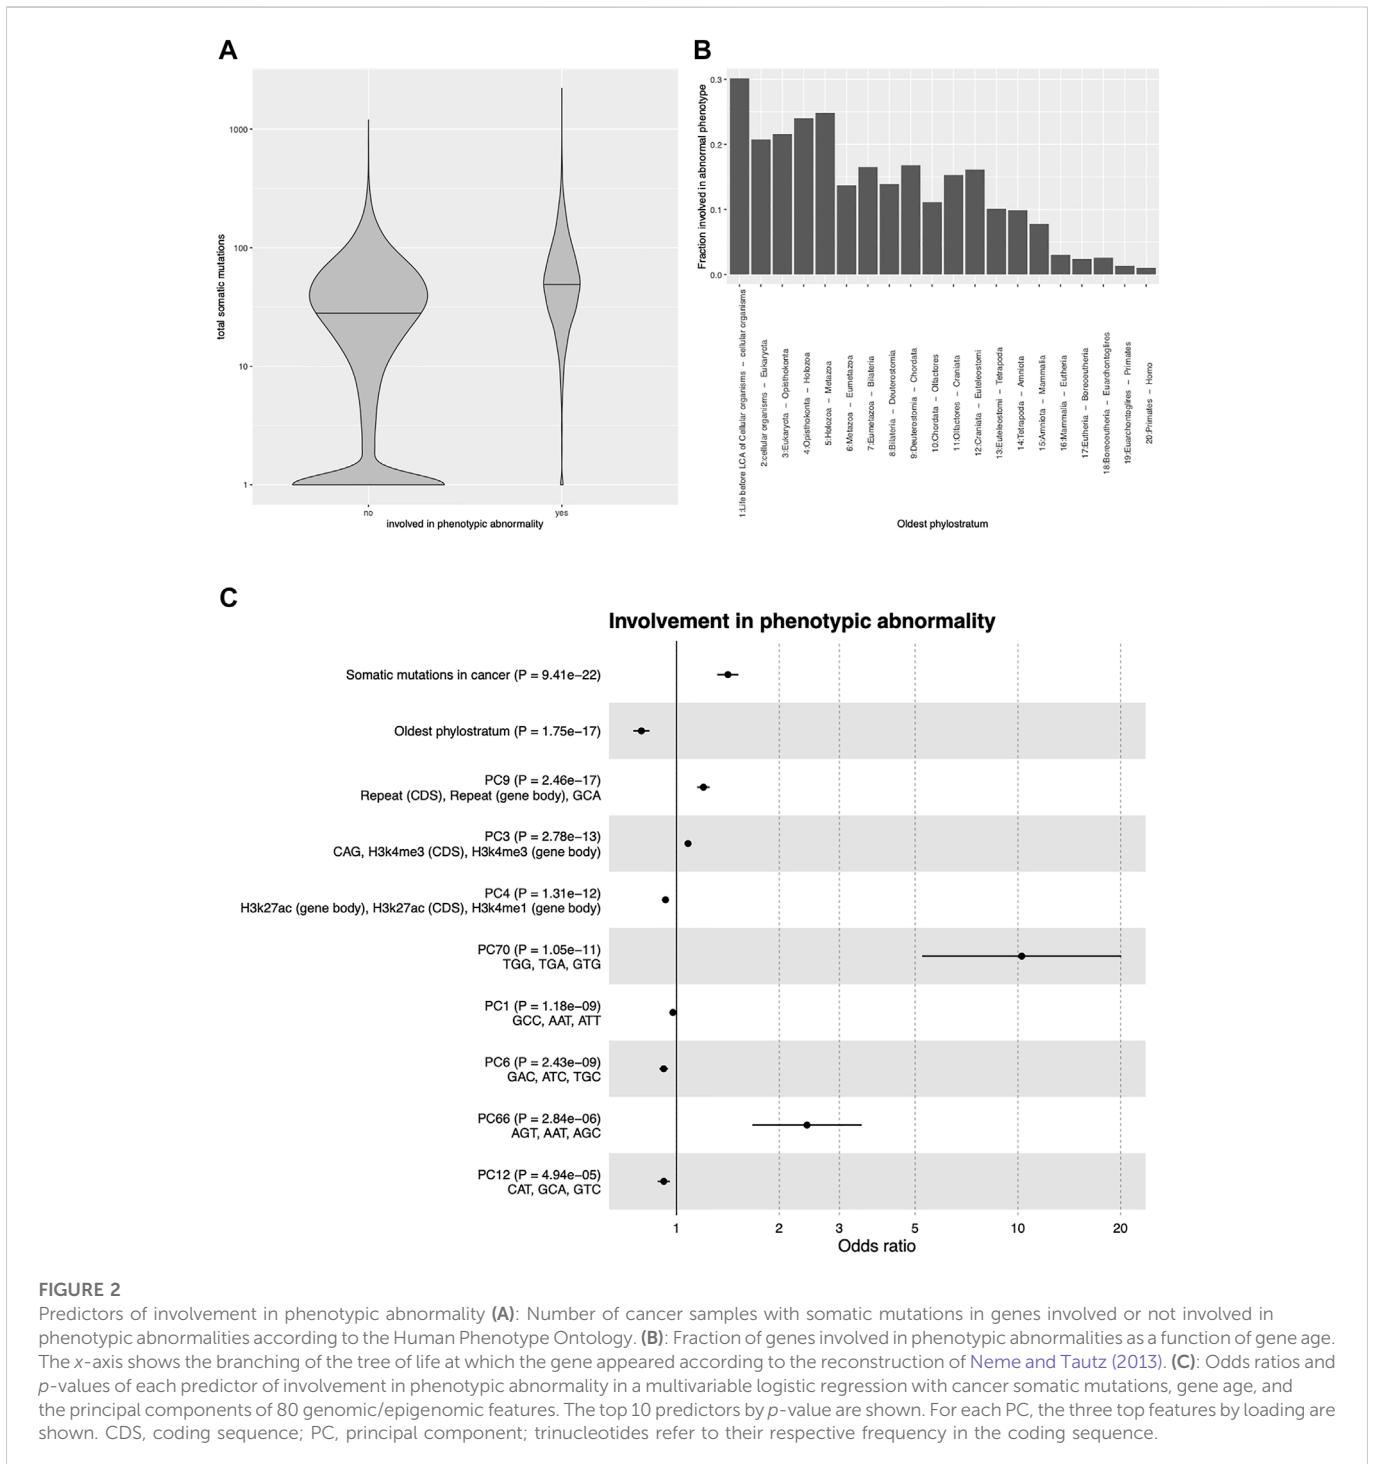 A
1000
100
10
1
total somatic mutations
no
yes
involved in phenotypic abnormality
B
0.3
0.2
0.1
0.0
Fraction involved in abnormal phenotype
1:Life before LCA of Cellular organisms – cellular organisms
2:cellular organisms – Eukaryota
3:Eukaryota – Opisthokonta
4:Opisthokonta – Holozoa
5:Holozoa – Metazoa
6:Metazoa – Eumetazoa
7:Eumetazoa – Bilateria
8:Bilateria – Deuterostomia
9:Deuterostomia – Chordata
10:Chordata – Olfactores
11:Olfactores – Craniata
12:Craniata – Euteleostomi
13:Euteleostomi – Tetrapoda
14:Tetrapoda – Amniota
15:Amniota – Mammalia
16:Mammalia – Eutheria
17:Eutheria – Boreoeutheria
18:Boreoeutheria – Euarchontoglires
19:Euarchontoglires – Primates
20:Primates – Homo
Oldest phylostratum
C
Involvement in phenotypic abnormality
Somatic mutations in cancer (P = 9.41e−22)
Oldest phylostratum (P = 1.75e−17)
PC9 (P = 2.46e−17)
Repeat (CDS), Repeat (gene body), GCA
PC3 (P = 2.78e−13)
CAG, H3k4me3 (CDS), H3k4me3 (gene body)
PC4 (P = 1.31e−12)
H3k27ac (gene body), H3k27ac (CDS), H3k4me1 (gene body)
PC70 (P = 1.05e−11)
TGG, TGA, GTG
PC1 (P = 1.18e−09)
GCC, AAT, ATT
PC6 (P = 2.43e−09)
GAC, ATC, TGC
PC66 (P = 2.84e−06)
AGT, AAT, AGC
PC12 (P = 4.94e−05)
CAT, GCA, GTC
1 2 3 5 10 20
Odds ratio
FIGURE 2
Predictors of involvement in phenotypic abnormality (A): Number of cancer samples with somatic mutations in genes involved or not involved in
phenotypic abnormalities according to the Human Phenotype Ontology. (B): Fraction of genes involved in phenotypic abnormalities as a function of gene age.
The x-axis shows the branching of the tree of life at which the gene appeared according to the reconstruction of Neme and Tautz (2013). (C): Odds ratios and
p-values of each predictor of involvement in phenotypic abnormality in a multivariable logistic regression with cancer somatic mutations, gene age, and
the principal components of 80 genomic/epigenomic features. The top 10 predictors by p-value are shown. For each PC, the three top features by loading are
shown. CDS, coding sequence; PC, principal component; trinucleotides refer to their respective frequency in the coding sequence.